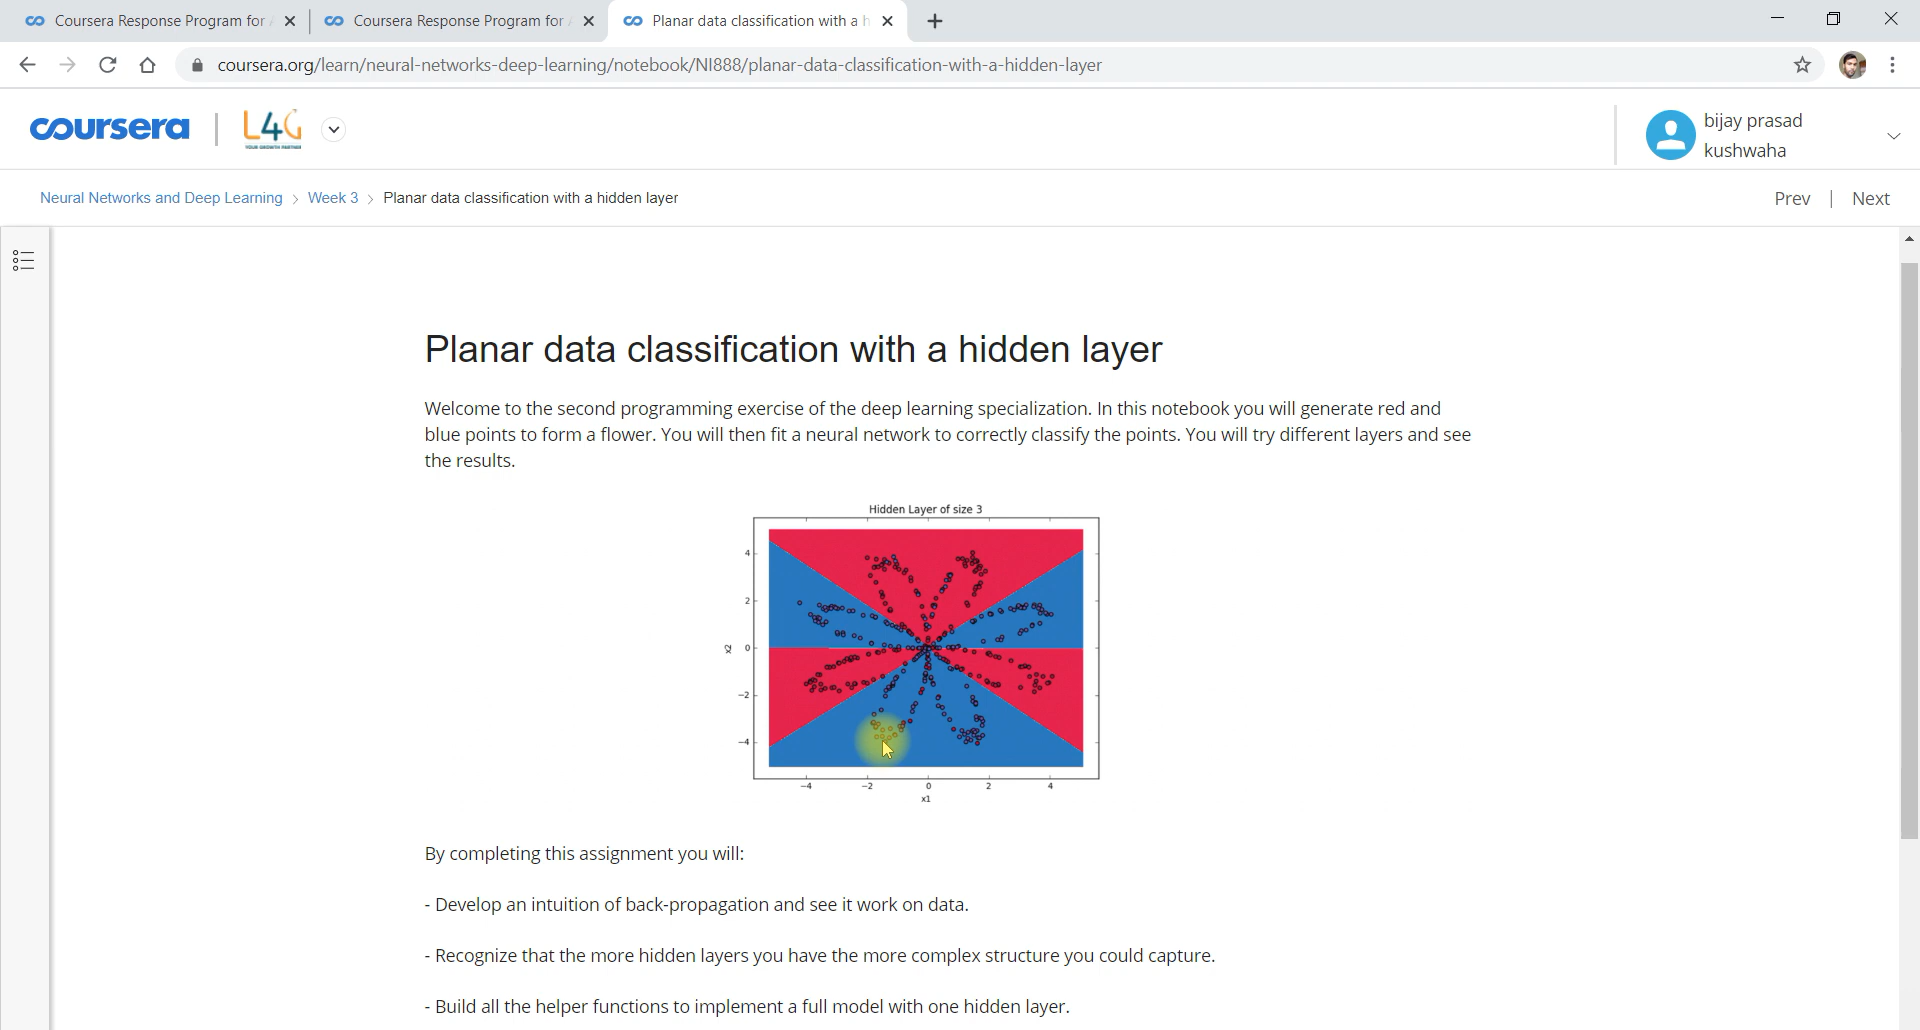 Coursera Response Program for
Coursera Response Program for
Planar data classification with a h
coursera.org/learn/neural-networks-deep-learning/notebook/NI888/planar-data-classification-with-a-hidden-layer
coursera
L4G
YOUR GROWTH PARTNER
bijay prasad
kushwaha
Neural Networks and Deep Learning > Week 3 > Planar data classification with a hidden layer
Prev | Next
Planar data classification with a hidden layer
Welcome to the second programming exercise of the deep learning specialization. In this notebook you will generate red and
blue points to form a flower. You will then fit a neural network to correctly classify the points. You will try different layers and see
the results.
Hidden Layer of size 3
4
2
0
−2
−4
x2
−4 −2 0 2 4
x1
By completing this assignment you will:
- Develop an intuition of back-propagation and see it work on data.
- Recognize that the more hidden layers you have the more complex structure you could capture.
- Build all the helper functions to implement a full model with one hidden layer.